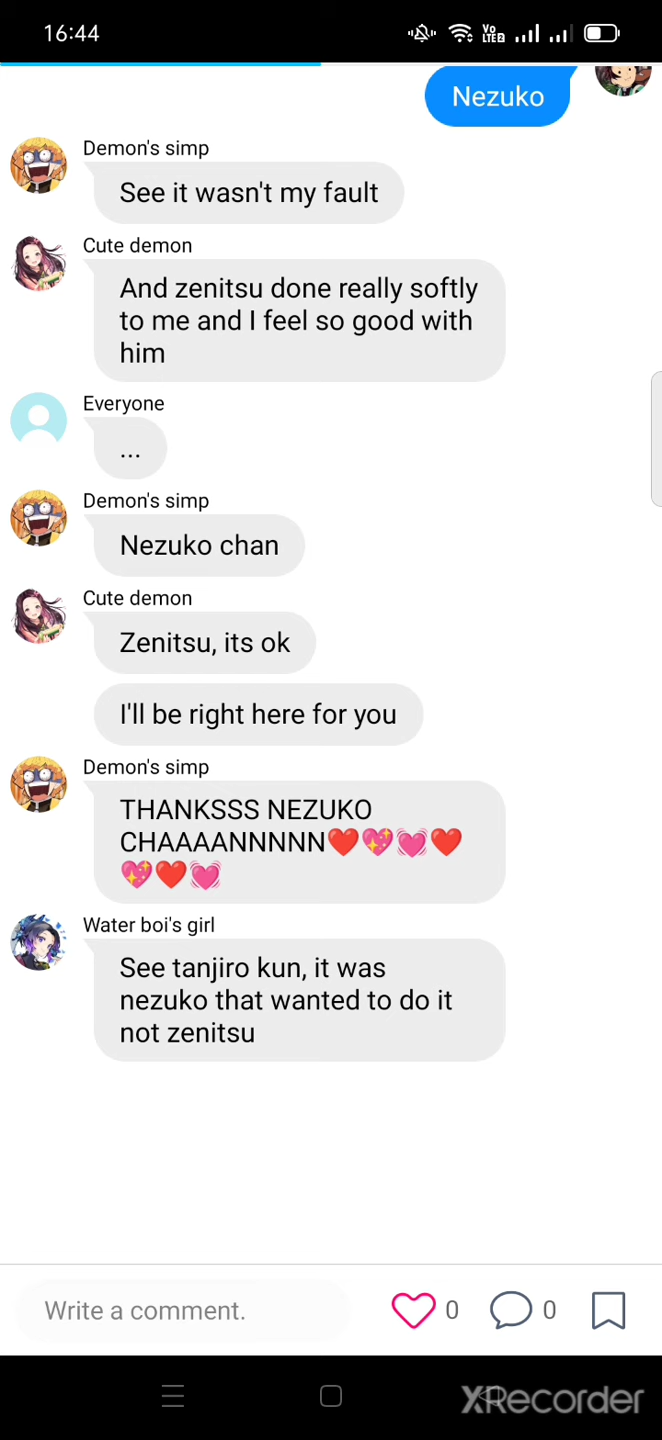 16:44
Vo
LTE2
Nezuko
Demon's simp
See it wasn't my fault
Cute demon
And zenitsu done really softly
to me and I feel so good with
him
Everyone
...
Demon's simp
Nezuko chan
Cute demon
Zenitsu, its ok
I'll be right here for you
Demon's simp
THANKSSS NEZUKO
CHAAAANNNNN❤️💖💓❤️
💖❤️💓
Water boi's girl
See tanjiro kun, it was
nezuko that wanted to do it
not zenitsu
Write a comment.
0
0
XRecorder